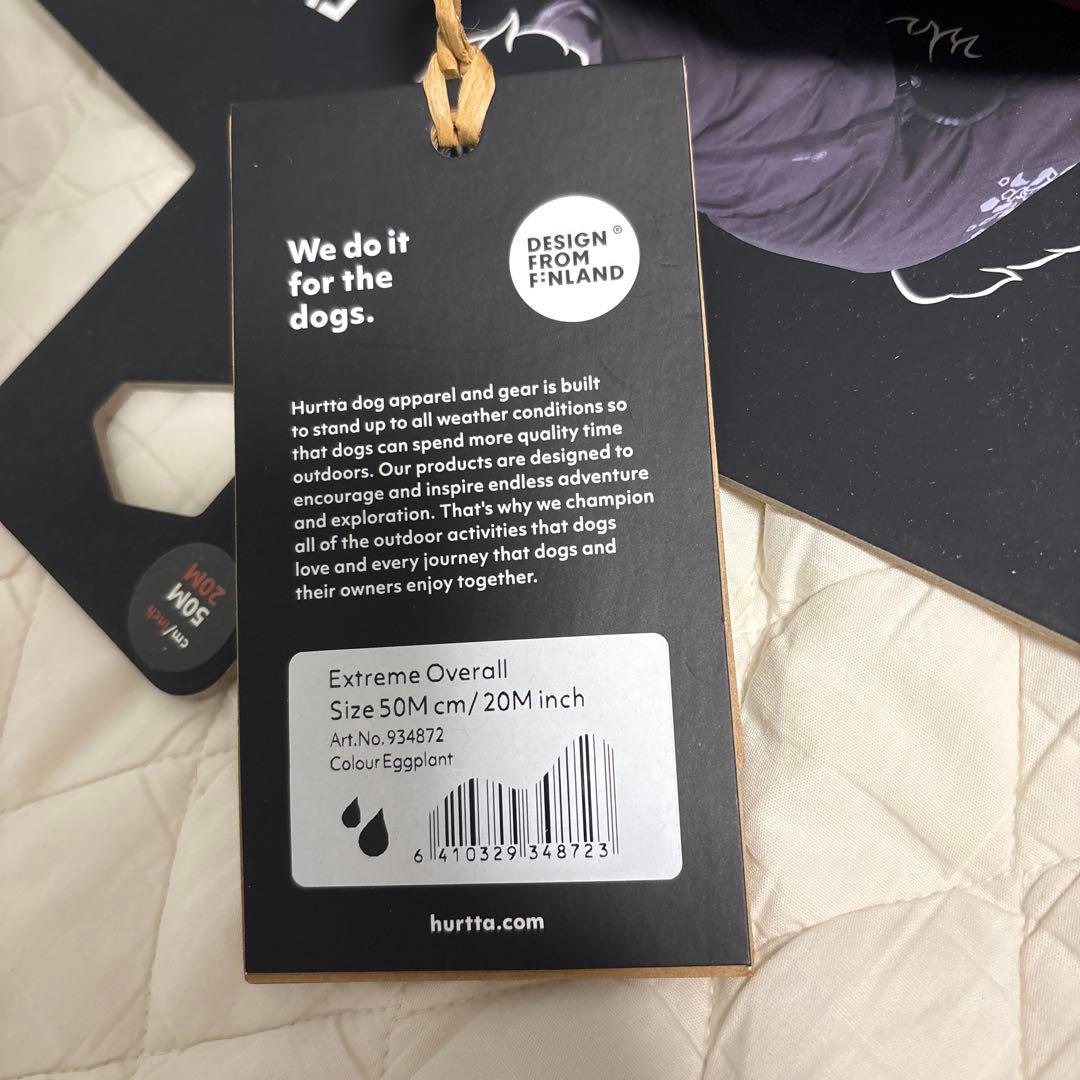 We do it
for the
dogs.
DESIGN ®
FROM
FINLAND
Hurtta dog apparel and gear is built
to stand up to all weather conditions so
that dogs can spend more quality time
outdoors. Our products are designed to
encourage and inspire endless adventure
and exploration. That's why we champion
all of the outdoor activities that dogs
love and every journey that dogs and
their owners enjoy together.
Extreme Overall
Size 50M cm/ 20M inch
Art.No. 934872
Colour Eggplant
6 410329 348723
hurtta.com
cm/inch
50M
20M